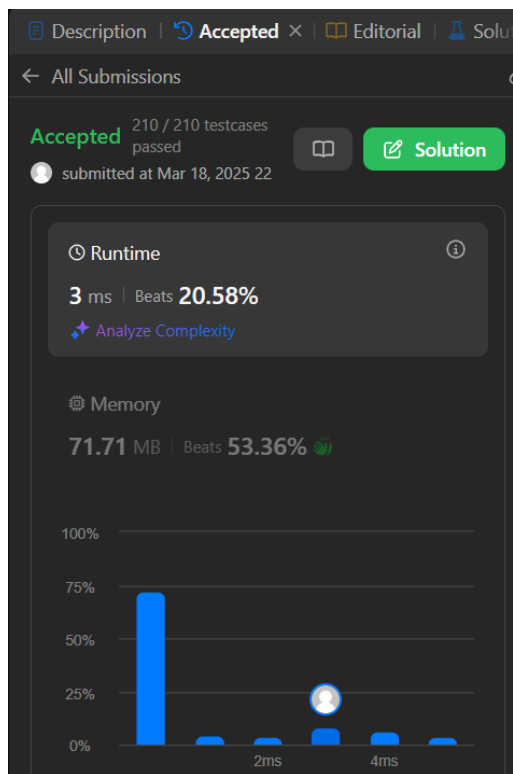 Description Accepted × Editorial Solu
← All Submissions
Accepted 210 / 210 testcases
passed
Solution
submitted at Mar 18, 2025 22
Runtime
3 ms Beats 20.58%
Analyze Complexity
Memory
71.71 MB Beats 53.36%
100%
75%
50%
25%
0%
2ms 4ms